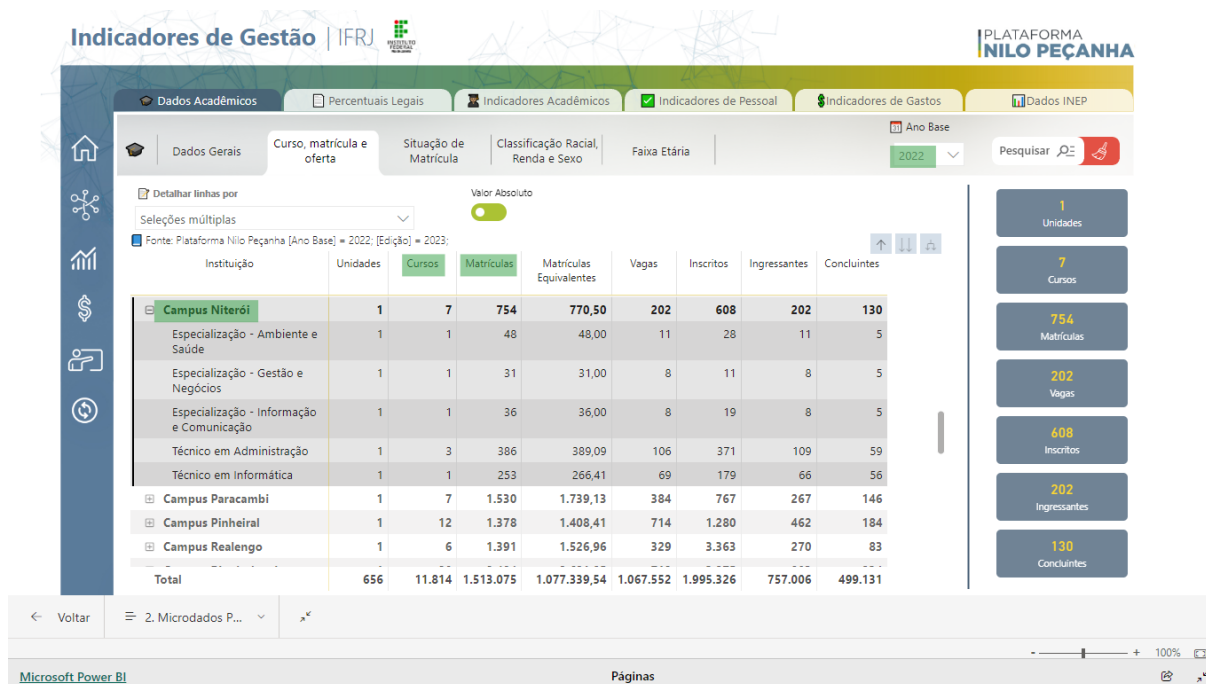 Indicadores de Gestão | IFRJ
INSTITUTO
FEDERAL
PLATAFORMA
NILO PEÇANHA
Dados Acadêmicos
Percentuais Legais
Indicadores Acadêmicos
Indicadores de Pessoal
Indicadores de Gastos
Dados INEP
Dados Gerais
Curso, matrícula e
oferta
Situação de
Matrícula
Classificação Racial,
Renda e Sexo
Faixa Etária
Ano Base
2022
Pesquisar
Detalhar linhas por
Seleções múltiplas
Valor Absoluto
Fonte: Plataforma Nilo Peçanha [Ano Base] = 2022; [Edição] = 2023;
Instituição Unidades Cursos Matrículas Matrículas Equivalentes Vagas Inscritos Ingressantes Concluintes
Campus Niterói 1 7 754 770,50 202 608 202 130
Especialização - Ambiente e 1 1 48 48,00 11 28 11 5
Saúde
Especialização - Gestão e 1 1 31 31,00 8 11 8 5
Negócios
Especialização - Informação 1 1 36 36,00 8 19 8 5
e Comunicação
Técnico em Administração 1 3 386 389,09 106 371 109 59
Técnico em Informática 1 1 253 266,41 69 179 66 56
Campus Paracambi 1 7 1.530 1.739,13 384 767 267 146
Campus Pinheiral 1 12 1.378 1.408,41 714 1.280 462 184
Campus Realengo 1 6 1.391 1.526,96 329 3.363 270 83
Total 656 11.814 1.513.075 1.077.339,54 1.067.552 1.995.326 757.006 499.131
1
Unidades
7
Cursos
754
Matrículas
202
Vagas
608
Inscritos
202
Ingressantes
130
Concluintes
Voltar
2. Microdados P...
- + 100%
Microsoft Power BI
Páginas